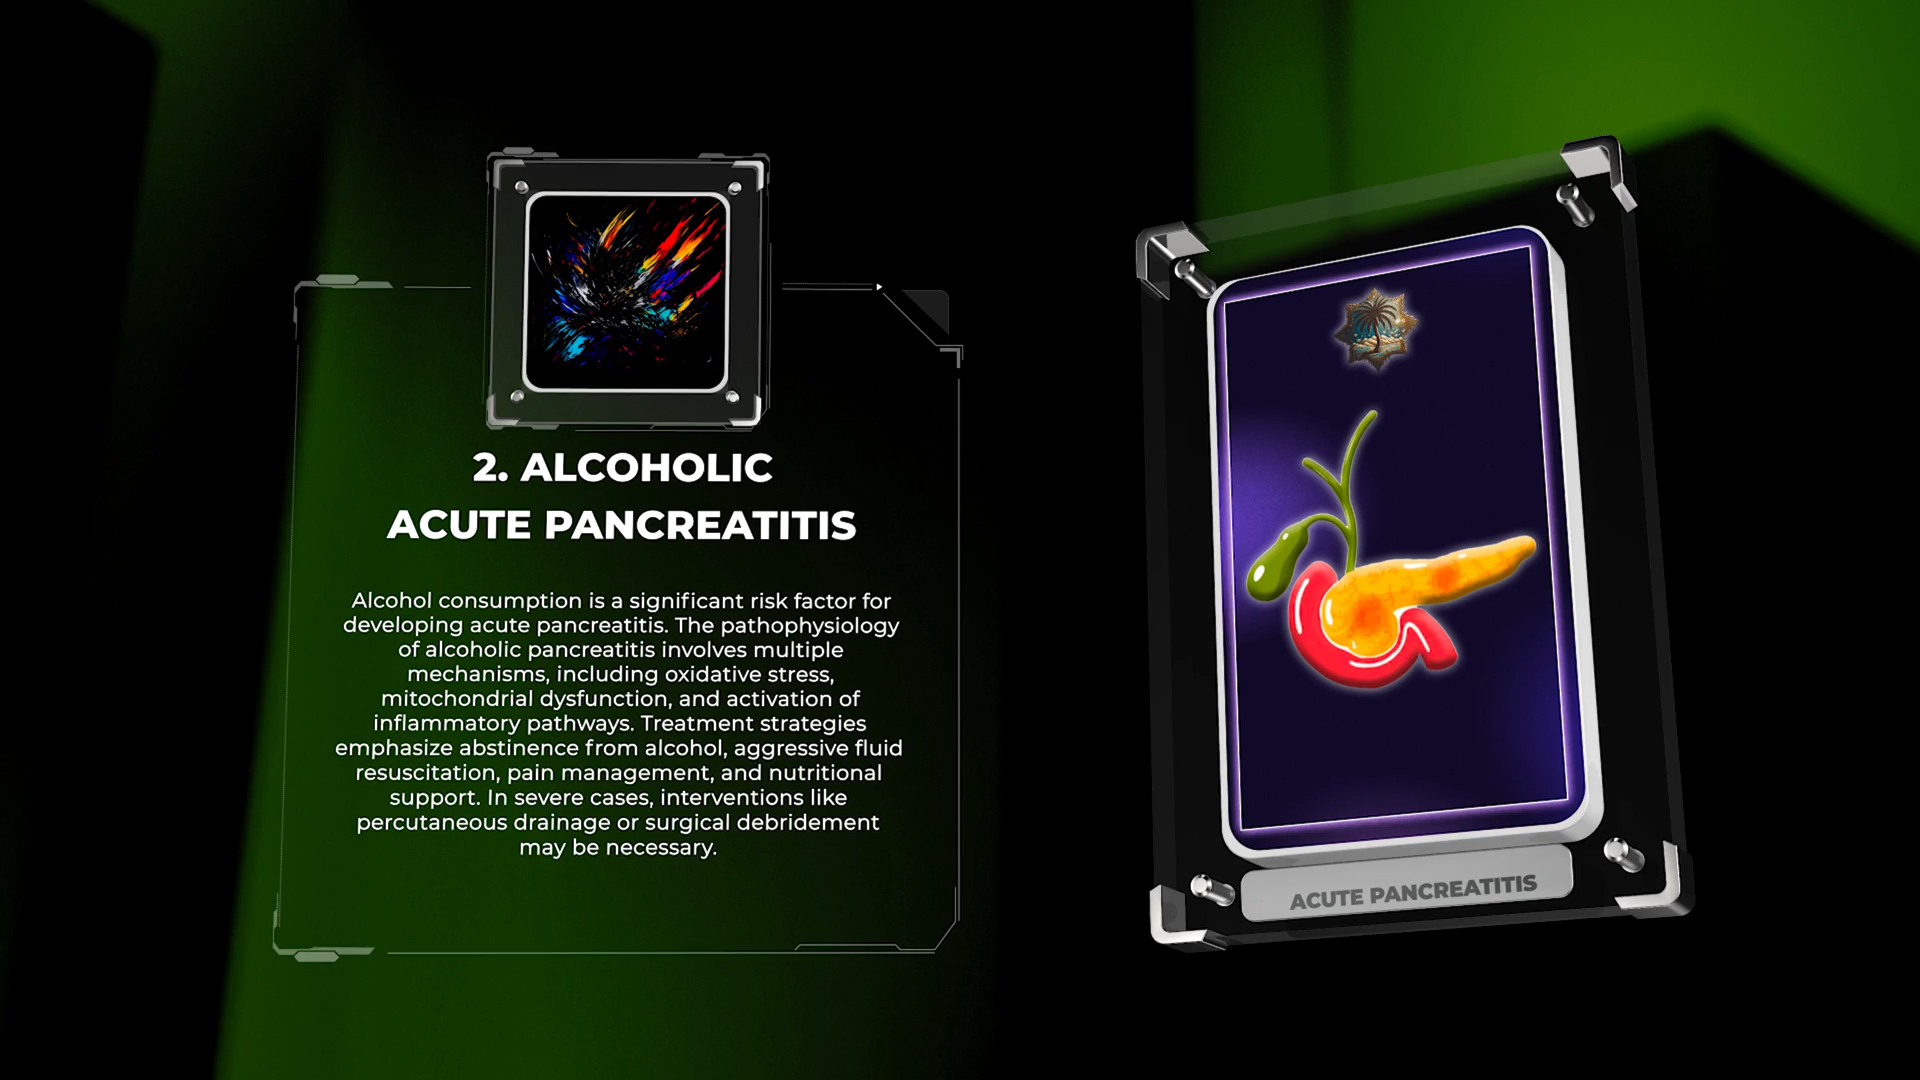 2. ALCOHOLIC
ACUTE PANCREATITIS
Alcohol consumption is a significant risk factor for
developing acute pancreatitis. The pathophysiology
of alcoholic pancreatitis involves multiple
mechanisms, including oxidative stress,
mitochondrial dysfunction, and activation of
inflammatory pathways. Treatment strategies
emphasize abstinence from alcohol, aggressive fluid
resuscitation, pain management, and nutritional
support. In severe cases, interventions like
percutaneous drainage or surgical debridement
may be necessary.
ACUTE PANCREATITIS